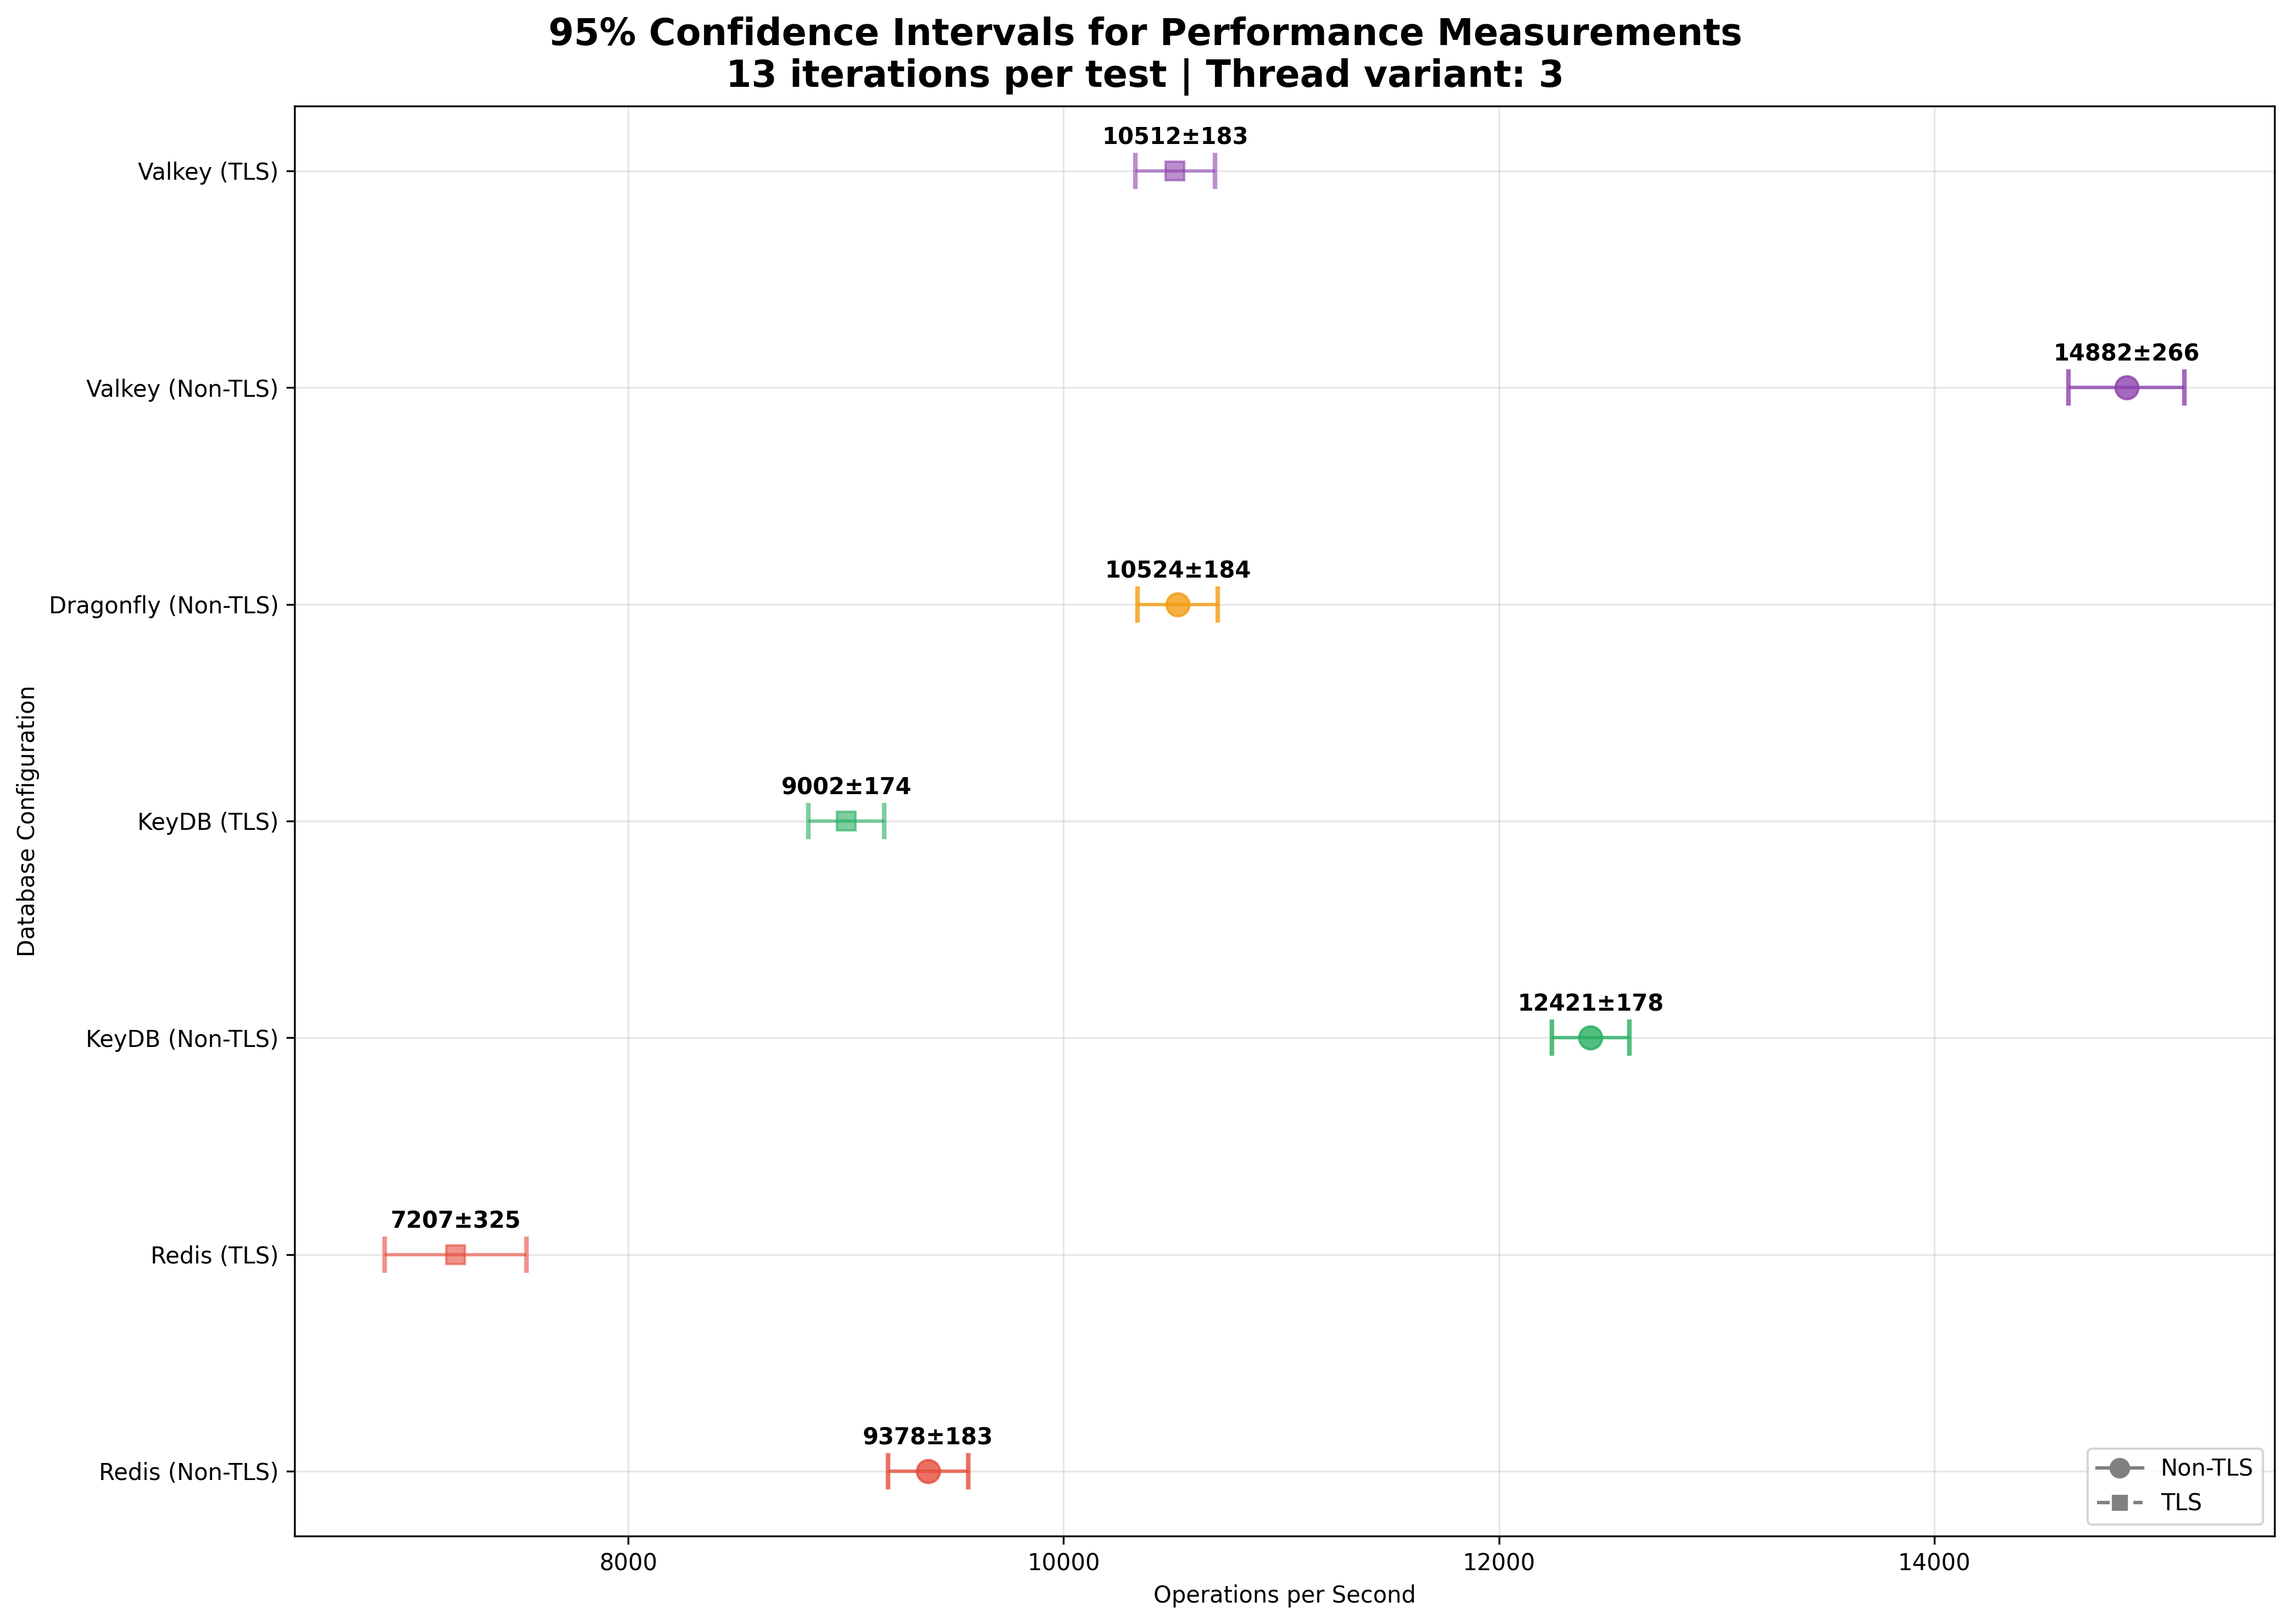 95% Confidence Intervals for Performance Measurements
13 iterations per test | Thread variant: 3
Valkey (TLS)
10512±183
Valkey (Non-TLS)
14882±266
Dragonfly (Non-TLS)
10524±184
KeyDB (TLS)
9002±174
KeyDB (Non-TLS)
12421±178
Redis (TLS)
7207±325
Redis (Non-TLS)
9378±183
Database Configuration
Non-TLS
TLS
8000
10000
12000
14000
Operations per Second